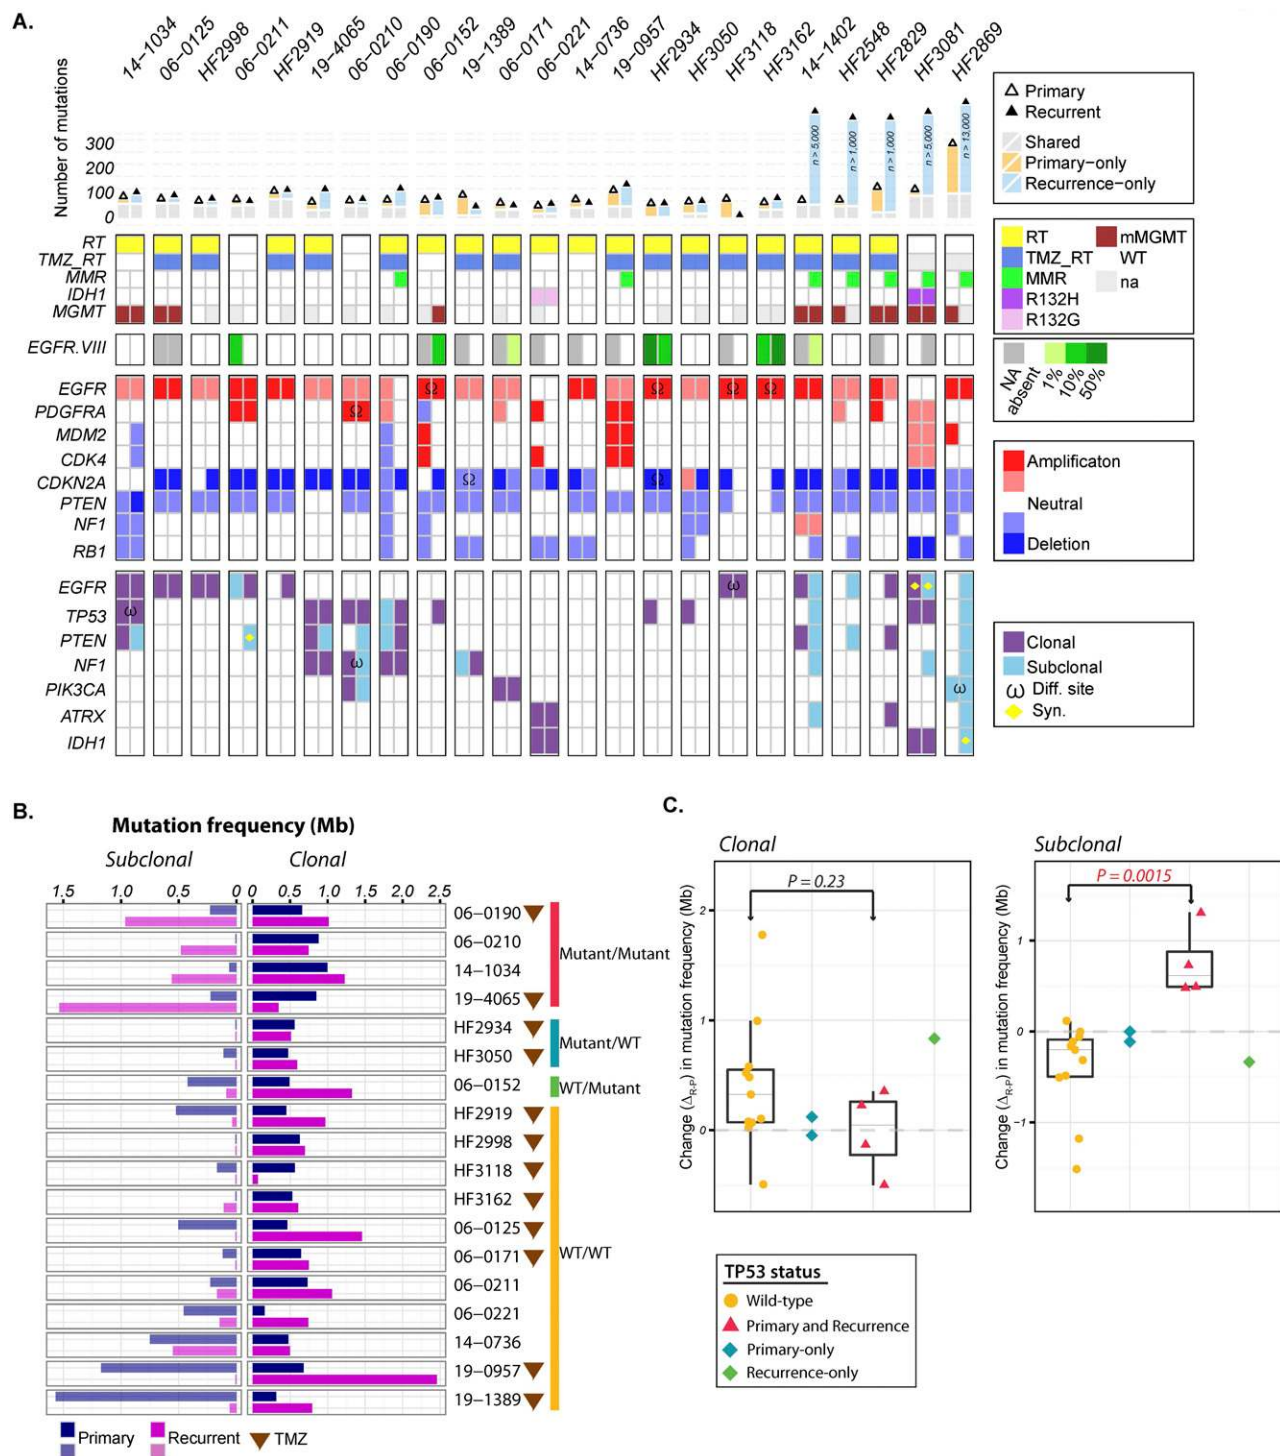 A.
14-1034 06-0125 HF2998 06-0211 HF2919 19-4065 06-0210 06-0190 06-0152 19-1389 06-0171 06-0221 14-0736 19-0957 HF2934 HF3050 HF3118 HF3162 14-1402 HF2548 HF2829 HF3081 HF2869
Number of mutations
300
200
100
0
n > 5,000 n > 1,000 n > 1,000 n > 5,000 n > 13,000
Primary
Recurrent
Shared
Primary-only
Recurrence-only
RT
TMZ_RT
MMR
IDH1
MGMT
RT mMGMT
TMZ_RT WT
MMR na
R132H
R132G
EGFR.VIII
NA
absent
1%
10%
50%
EGFR Ω Ω Ω Ω
PDGFRA Ω
MDM2
CDK4
CDKN2A Ω Ω
PTEN
NF1
RB1
Amplificaton
Neutral
Deletion
EGFR ω
TP53 ω
PTEN
NF1 ω
PIK3CA ω
ATRX
IDH1
Clonal
Subclonal
ω Diff. site
Syn.
B.
Mutation frequency (Mb)
Subclonal Clonal
1.5 1.0 0.5 0 0 0.5 1.0 1.5 2.0 2.5
06-0190
06-0210
14-1034
19-4065
Mutant/Mutant
HF2934
HF3050
Mutant/WT
06-0152
WT/Mutant
HF2919
HF2998
HF3118
HF3162
06-0125
06-0171
06-0211
06-0221
14-0736
19-0957
19-1389
WT/WT
Primary Recurrent TMZ
C.
Clonal
P = 0.23
Change (Δ R-P) in mutation frequency (Mb)
2
1
0
Subclonal
P = 0.0015
Change (Δ R-P) in mutation frequency (Mb)
1
0
-1
TP53 status
Wild-type
Primary and Recurrence
Primary-only
Recurrence-only